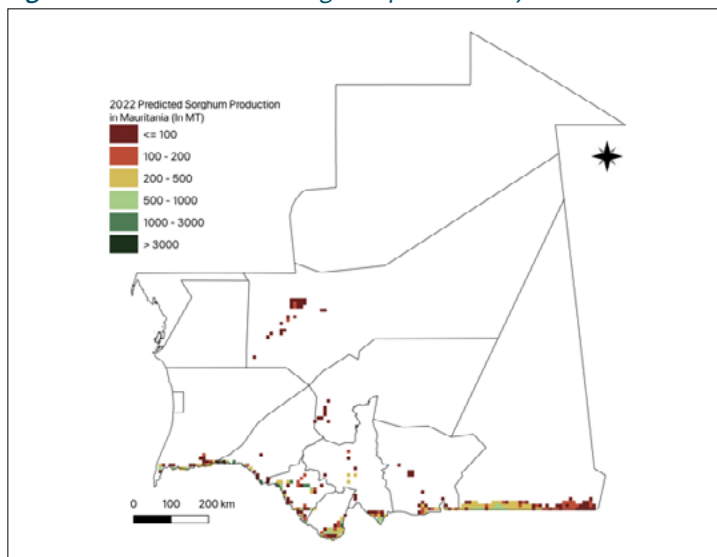 2022 Predicted Sorghum Production
in Mauritania (In MT)
<= 100
100 - 200
200 - 500
500 - 1000
1000 - 3000
> 3000
0 100 200 km